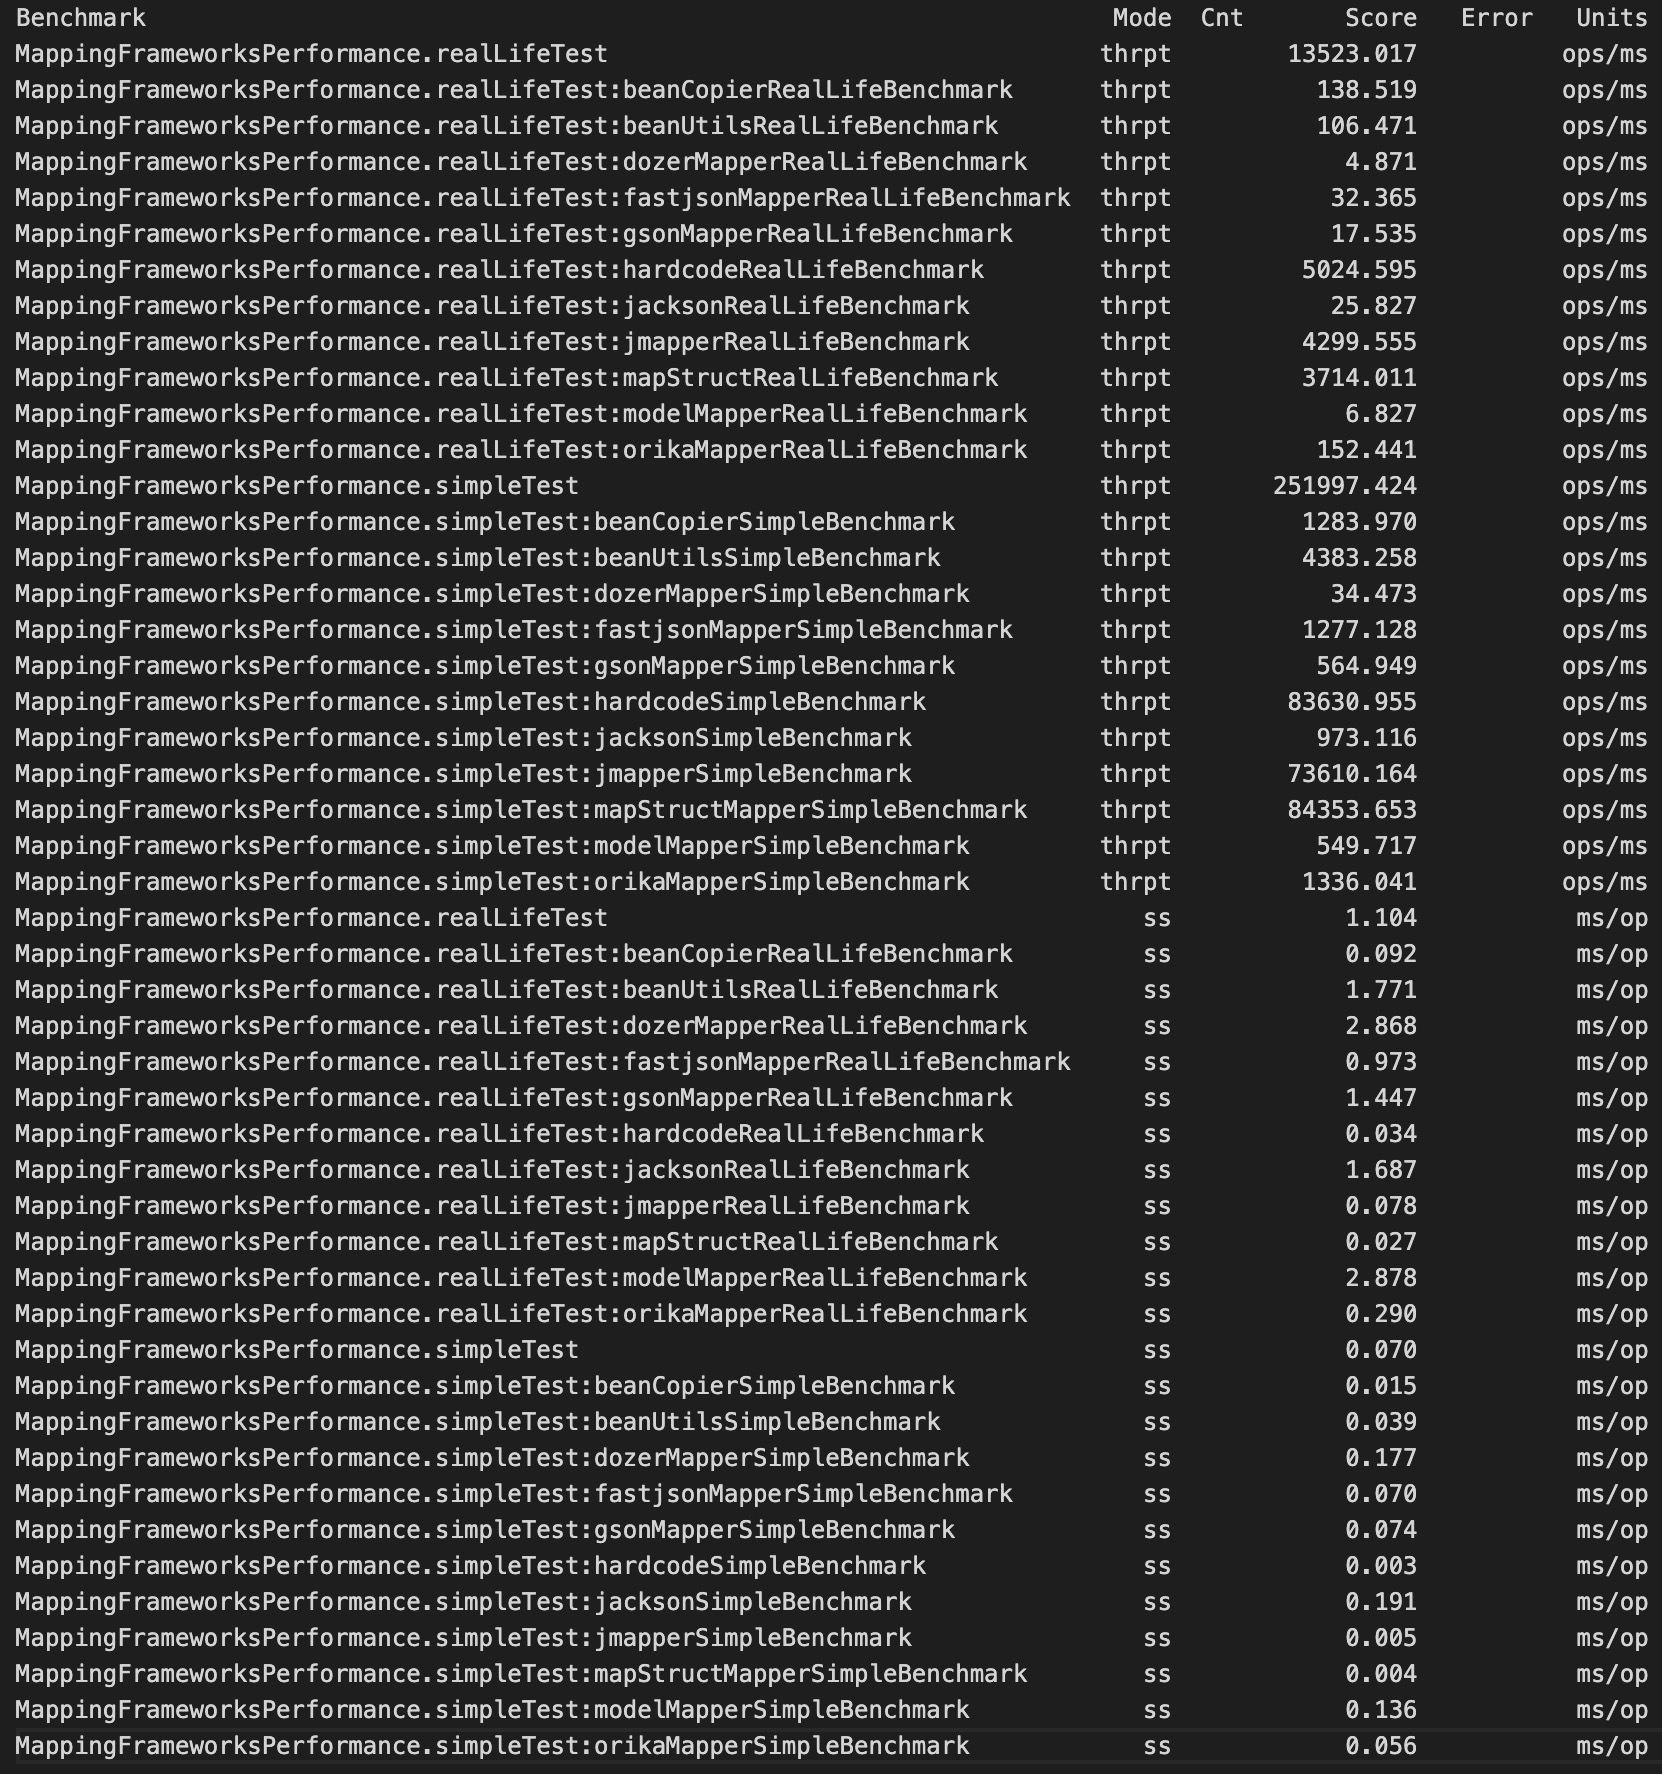 Benchmark Mode Cnt Score Error Units
MappingFrameworksPerformance.realLifeTest thrpt 13523.017 ops/ms
MappingFrameworksPerformance.realLifeTest:beanCopierRealLifeBenchmark thrpt 138.519 ops/ms
MappingFrameworksPerformance.realLifeTest:beanUtilsRealLifeBenchmark thrpt 106.471 ops/ms
MappingFrameworksPerformance.realLifeTest:dozerMapperRealLifeBenchmark thrpt 4.871 ops/ms
MappingFrameworksPerformance.realLifeTest:fastjsonMapperRealLifeBenchmark thrpt 32.365 ops/ms
MappingFrameworksPerformance.realLifeTest:gsonMapperRealLifeBenchmark thrpt 17.535 ops/ms
MappingFrameworksPerformance.realLifeTest:hardcodeRealLifeBenchmark thrpt 5024.595 ops/ms
MappingFrameworksPerformance.realLifeTest:jacksonRealLifeBenchmark thrpt 25.827 ops/ms
MappingFrameworksPerformance.realLifeTest:jmapperRealLifeBenchmark thrpt 4299.555 ops/ms
MappingFrameworksPerformance.realLifeTest:mapStructRealLifeBenchmark thrpt 3714.011 ops/ms
MappingFrameworksPerformance.realLifeTest:modelMapperRealLifeBenchmark thrpt 6.827 ops/ms
MappingFrameworksPerformance.realLifeTest:orikaMapperRealLifeBenchmark thrpt 152.441 ops/ms
MappingFrameworksPerformance.simpleTest thrpt 251997.424 ops/ms
MappingFrameworksPerformance.simpleTest:beanCopierSimpleBenchmark thrpt 1283.970 ops/ms
MappingFrameworksPerformance.simpleTest:beanUtilsSimpleBenchmark thrpt 4383.258 ops/ms
MappingFrameworksPerformance.simpleTest:dozerMapperSimpleBenchmark thrpt 34.473 ops/ms
MappingFrameworksPerformance.simpleTest:fastjsonMapperSimpleBenchmark thrpt 1277.128 ops/ms
MappingFrameworksPerformance.simpleTest:gsonMapperSimpleBenchmark thrpt 564.949 ops/ms
MappingFrameworksPerformance.simpleTest:hardcodeSimpleBenchmark thrpt 83630.955 ops/ms
MappingFrameworksPerformance.simpleTest:jacksonSimpleBenchmark thrpt 973.116 ops/ms
MappingFrameworksPerformance.simpleTest:jmapperSimpleBenchmark thrpt 73610.164 ops/ms
MappingFrameworksPerformance.simpleTest:mapStructMapperSimpleBenchmark thrpt 84353.653 ops/ms
MappingFrameworksPerformance.simpleTest:modelMapperSimpleBenchmark thrpt 549.717 ops/ms
MappingFrameworksPerformance.simpleTest:orikaMapperSimpleBenchmark thrpt 1336.041 ops/ms
MappingFrameworksPerformance.realLifeTest ss 1.104 ms/op
MappingFrameworksPerformance.realLifeTest:beanCopierRealLifeBenchmark ss 0.092 ms/op
MappingFrameworksPerformance.realLifeTest:beanUtilsRealLifeBenchmark ss 1.771 ms/op
MappingFrameworksPerformance.realLifeTest:dozerMapperRealLifeBenchmark ss 2.868 ms/op
MappingFrameworksPerformance.realLifeTest:fastjsonMapperRealLifeBenchmark ss 0.973 ms/op
MappingFrameworksPerformance.realLifeTest:gsonMapperRealLifeBenchmark ss 1.447 ms/op
MappingFrameworksPerformance.realLifeTest:hardcodeRealLifeBenchmark ss 0.034 ms/op
MappingFrameworksPerformance.realLifeTest:jacksonRealLifeBenchmark ss 1.687 ms/op
MappingFrameworksPerformance.realLifeTest:jmapperRealLifeBenchmark ss 0.078 ms/op
MappingFrameworksPerformance.realLifeTest:mapStructRealLifeBenchmark ss 0.027 ms/op
MappingFrameworksPerformance.realLifeTest:modelMapperRealLifeBenchmark ss 2.878 ms/op
MappingFrameworksPerformance.realLifeTest:orikaMapperRealLifeBenchmark ss 0.290 ms/op
MappingFrameworksPerformance.simpleTest ss 0.070 ms/op
MappingFrameworksPerformance.simpleTest:beanCopierSimpleBenchmark ss 0.015 ms/op
MappingFrameworksPerformance.simpleTest:beanUtilsSimpleBenchmark ss 0.039 ms/op
MappingFrameworksPerformance.simpleTest:dozerMapperSimpleBenchmark ss 0.177 ms/op
MappingFrameworksPerformance.simpleTest:fastjsonMapperSimpleBenchmark ss 0.070 ms/op
MappingFrameworksPerformance.simpleTest:gsonMapperSimpleBenchmark ss 0.074 ms/op
MappingFrameworksPerformance.simpleTest:hardcodeSimpleBenchmark ss 0.003 ms/op
MappingFrameworksPerformance.simpleTest:jacksonSimpleBenchmark ss 0.191 ms/op
MappingFrameworksPerformance.simpleTest:jmapperSimpleBenchmark ss 0.005 ms/op
MappingFrameworksPerformance.simpleTest:mapStructMapperSimpleBenchmark ss 0.004 ms/op
MappingFrameworksPerformance.simpleTest:modelMapperSimpleBenchmark ss 0.136 ms/op
MappingFrameworksPerformance.simpleTest:orikaMapperSimpleBenchmark ss 0.056 ms/op